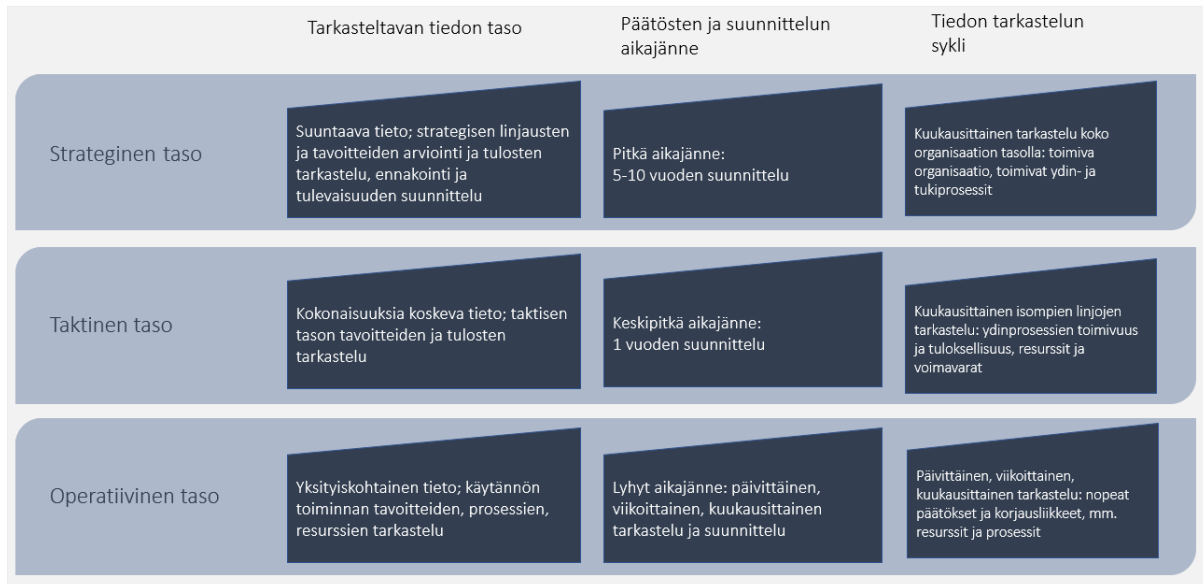 Tarkasteltavan tiedon taso
Päätösten ja suunnittelun
aikajänne
Tiedon tarkastelun
sykli
Strateginen taso
Suuntaava tieto; strategisen linjausten
ja tavoitteiden arviointi ja tulosten
tarkastelu, ennakointi ja
tulevaisuuden suunnittelu
Pitkä aikajänne:
5-10 vuoden suunnittelu
Kuukausittainen tarkastelu koko
organisaation tasolla: toimiva
organisaatio, toimivat ydin- ja
tukiprosessit
Taktinen taso
Kokonaisuuksia koskeva tieto; taktisen
tason tavoitteiden ja tulosten
tarkastelu
Keskipitkä aikajänne:
1 vuoden suunnittelu
Kuukausittainen isompien linjojen
tarkastelu: ydinprosessien toimivuus
ja tuloksellisuus, resurssit ja
voimavarat
Operatiivinen taso
Yksityiskohtainen tieto; käytännön
toiminnan tavoitteiden, prosessien,
resurssien tarkastelu
Lyhyt aikajänne: päivittäinen,
viikoittainen, kuukausittainen
tarkastelu ja suunnittelu
Päivittäinen, viikoittainen,
kuukausittainen tarkastelu: nopeat
päätökset ja korjausliikkeet, mm.
resurssit ja prosessit